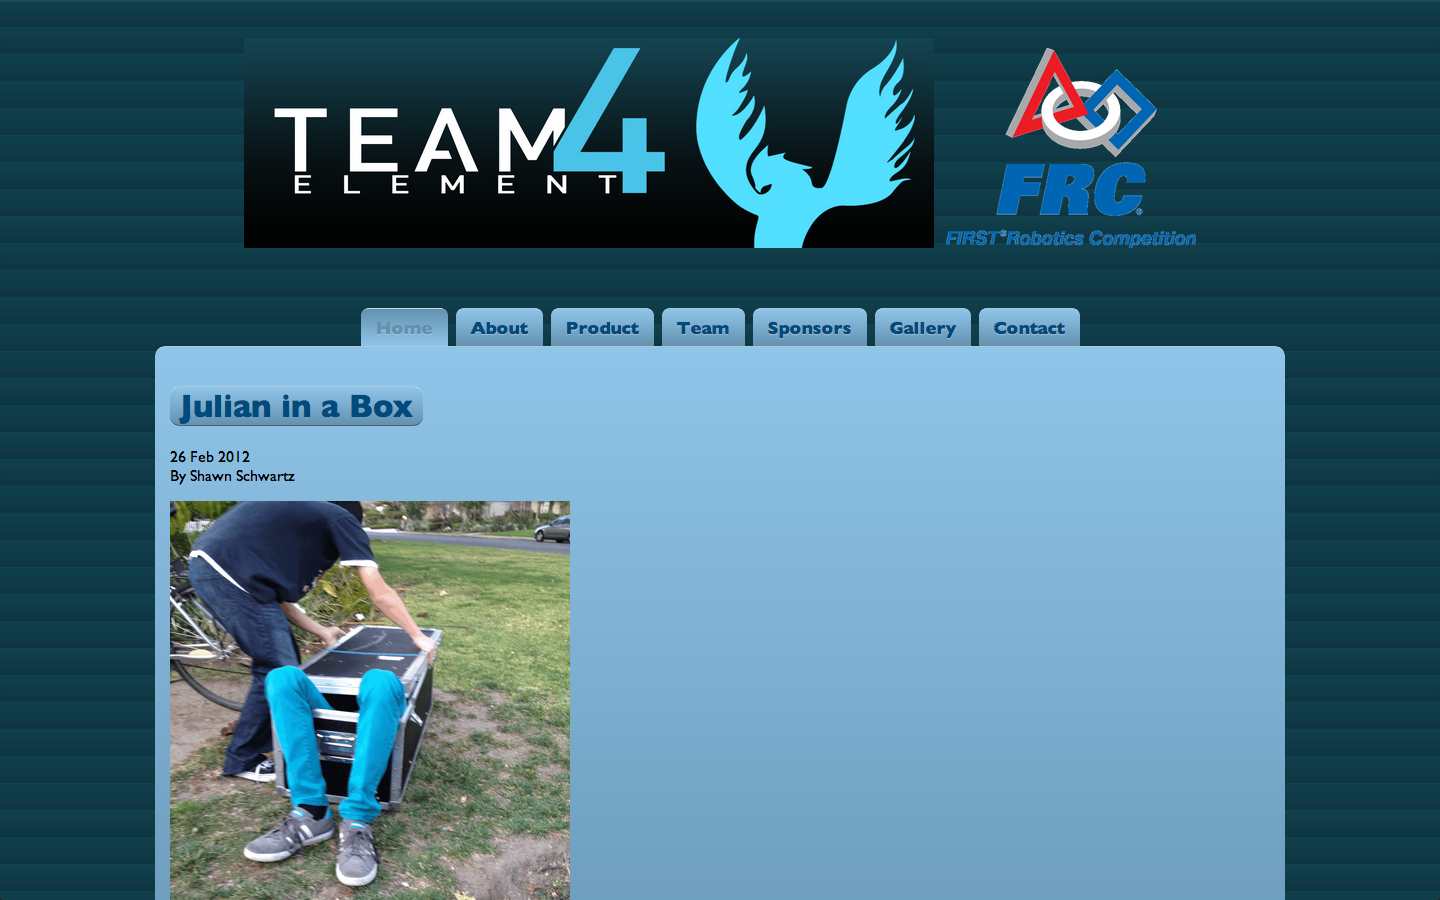 TEAM 4
ELEMENT
FRC®
FIRST® Robotics Competition
Home
About
Product
Team
Sponsors
Gallery
Contact
Julian in a Box
26 Feb 2012
By Shawn Schwartz